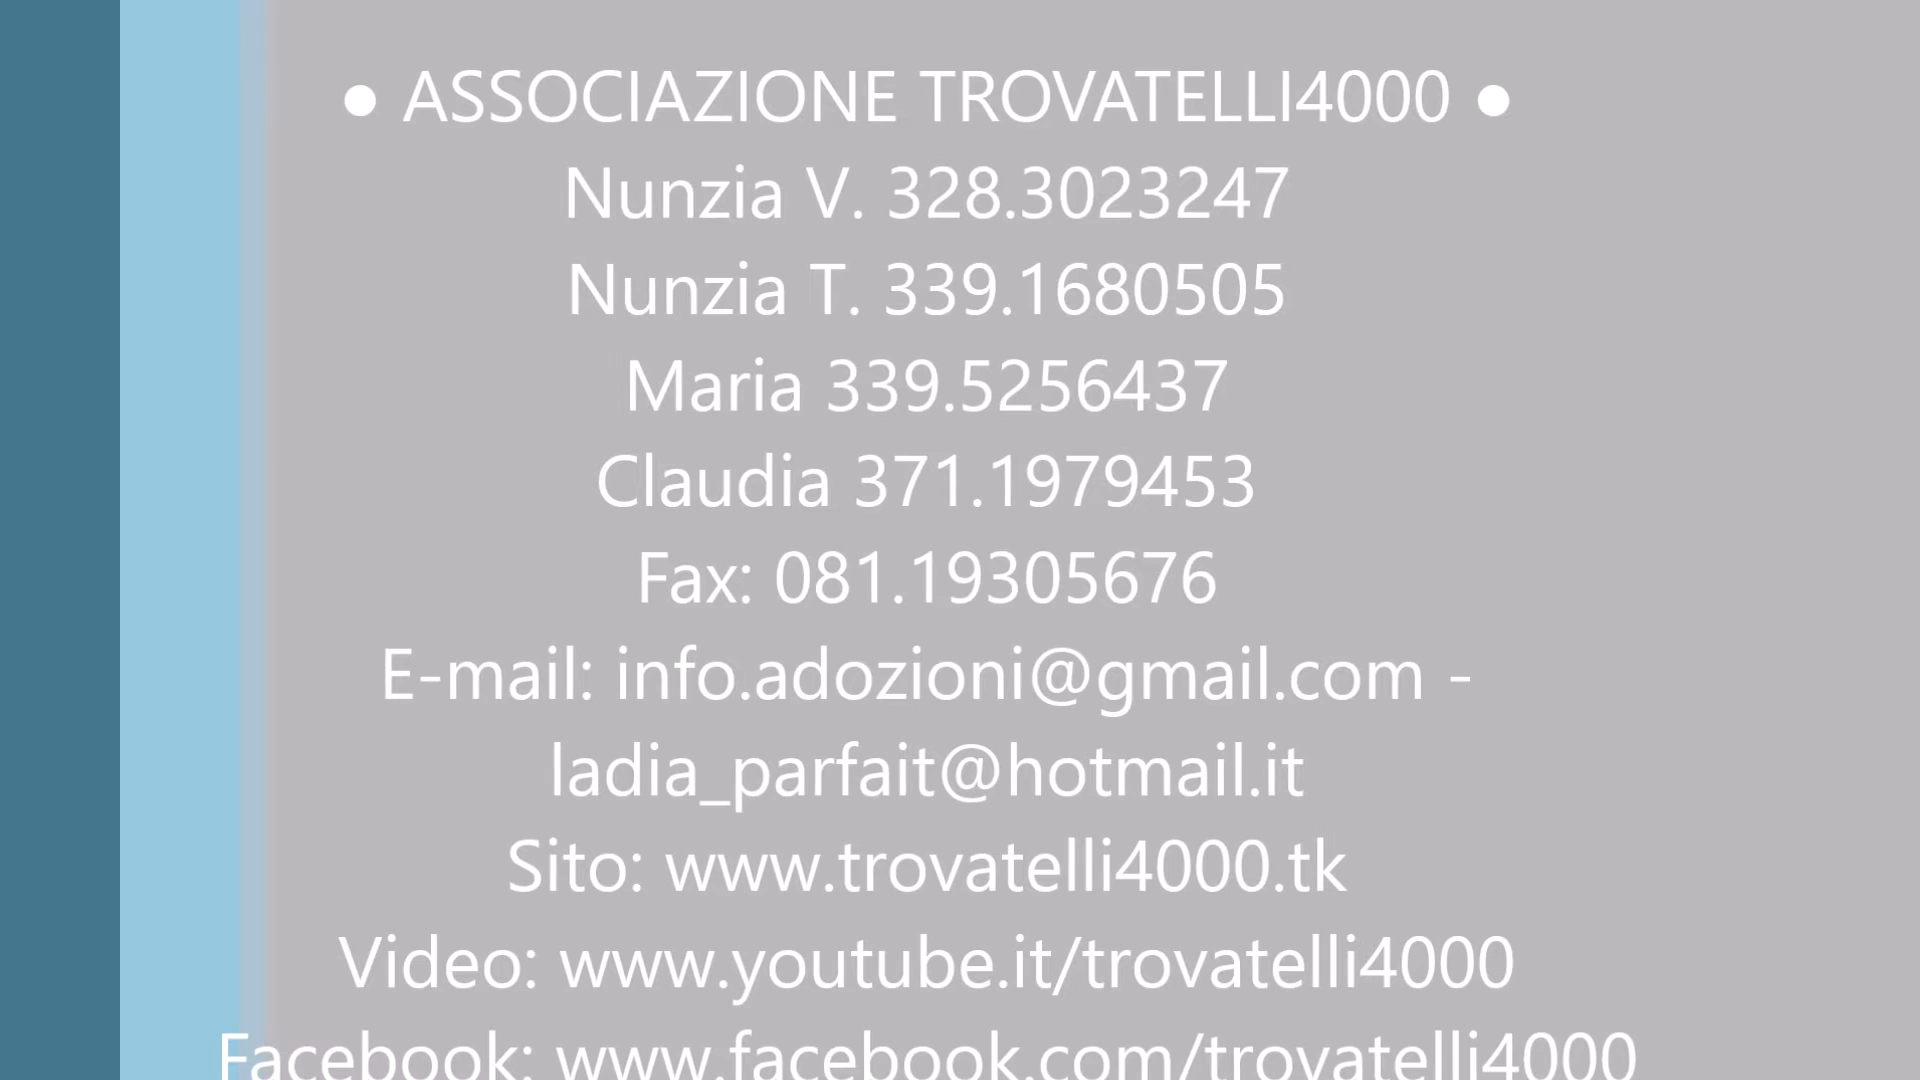 ● ASSOCIAZIONE TROVATELLI4000 ●
Nunzia V. 328.3023247
Nunzia T. 339.1680505
Maria 339.5256437
Claudia 371.1979453
Fax: 081.19305676
E-mail: info.adozioni@gmail.com -
ladia_parfait@hotmail.it
Sito: www.trovatelli4000.tk
Video: www.youtube.it/trovatelli4000
Facebook: www.facebook.com/trovatelli4000